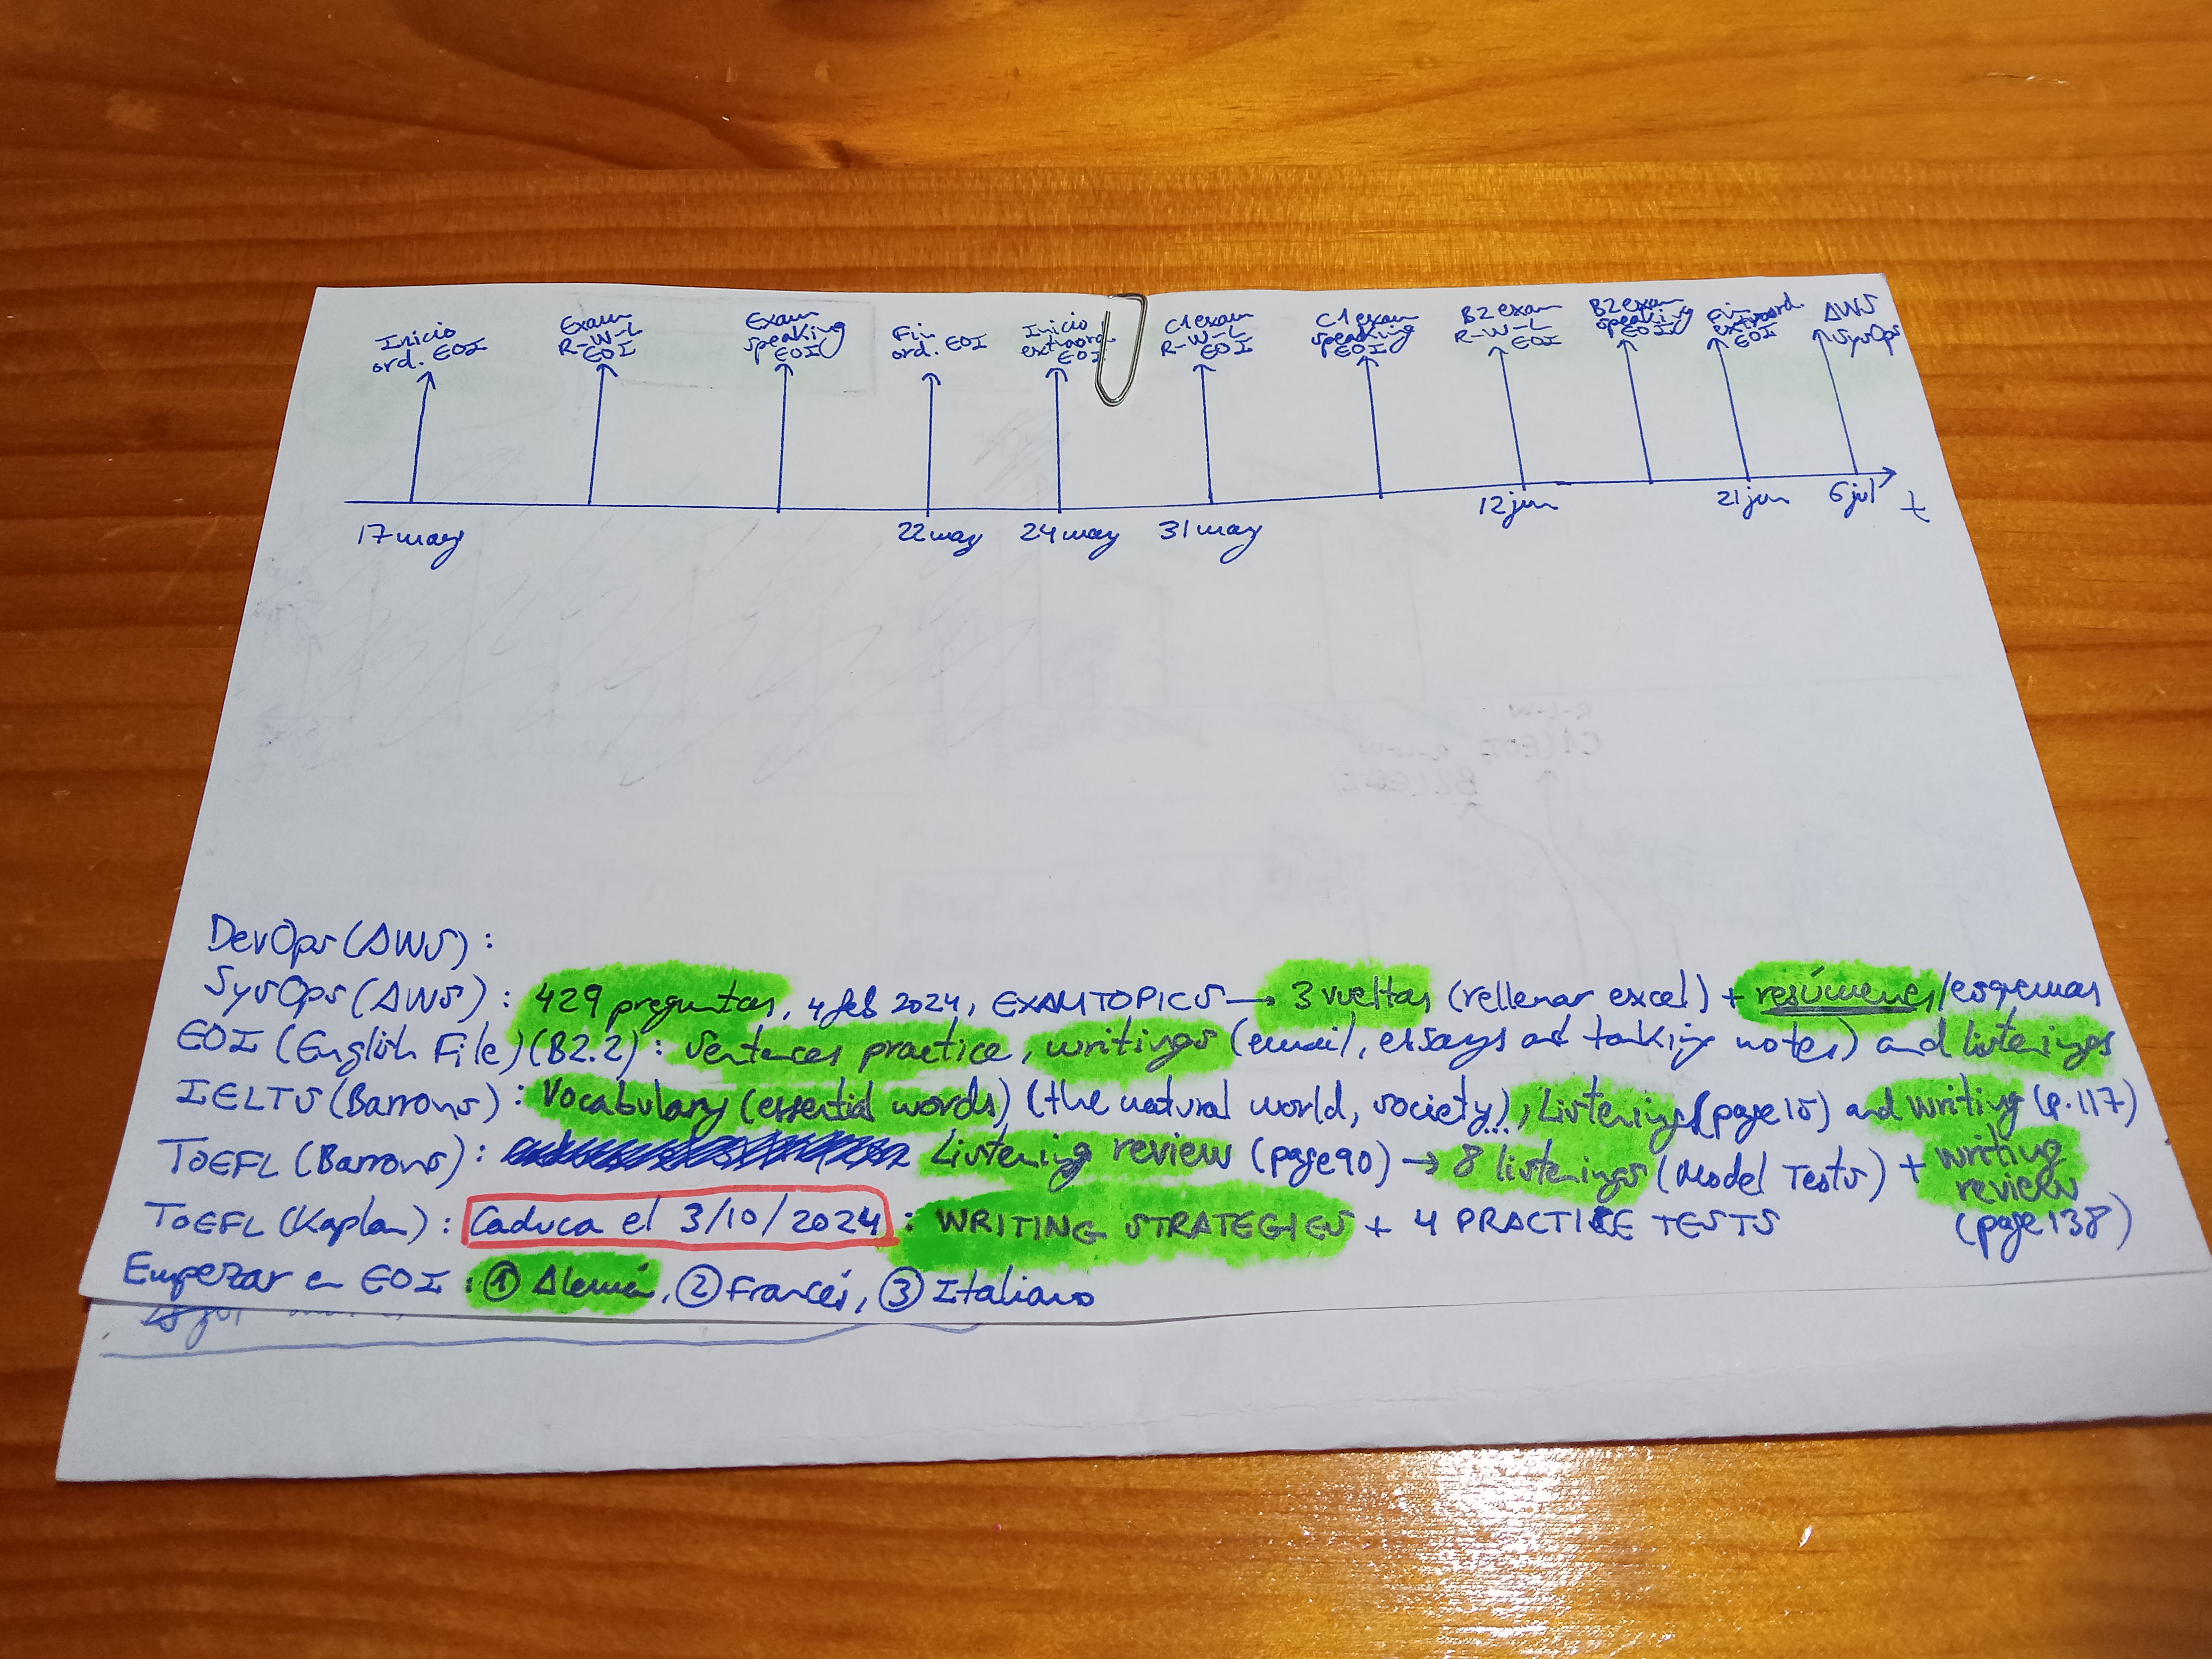 Inicio
ord. EOI
Exam
R-W-L
EOI
Exam
speaking
EOI
Fin
ord. EOI
Inicio
extraord.
EOI
C1 exam
R-W-L
EOI
C1 exam
speaking
EOI
B2 exam
R-W-L
EOI
B2 exam
speaking
EOI
Fin
extraord.
EOI
AWS
SysOps
17 may
22 may
24 may
31 may
12 jun
21 jun
6 jul
t
DevOps (AWS) :
SysOps (AWS) : 429 preguntas, 4 feb 2024, EXAMTOPICS → 3 vueltas (rellenar excel) + resúmenes/esquemas
EOI (English File) (B2.2) : sentences practice, writings (email, essays and taking notes) and listenings
IELTS (Barrons) : Vocabulary (essential words) (the natural world, society...), Listening (page 15) and writing (p.117)
TOEFL (Barrons) : Listening review (page 90) → 8 listenings (Model Tests) + writing review (page 138)
TOEFL (Kaplan) : Caduca el 3/10/2024 : WRITING STRATEGIES + 4 PRACTICE TESTS
Empezar en EOI : ① Alemán, ② Francés, ③ Italiano